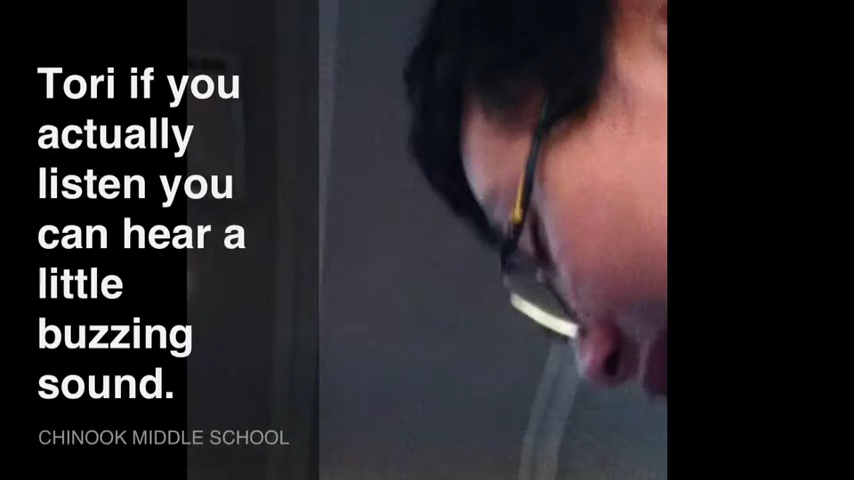 Tori if you
actually
listen you
can hear a
little
buzzing
sound.
CHINOOK MIDDLE SCHOOL